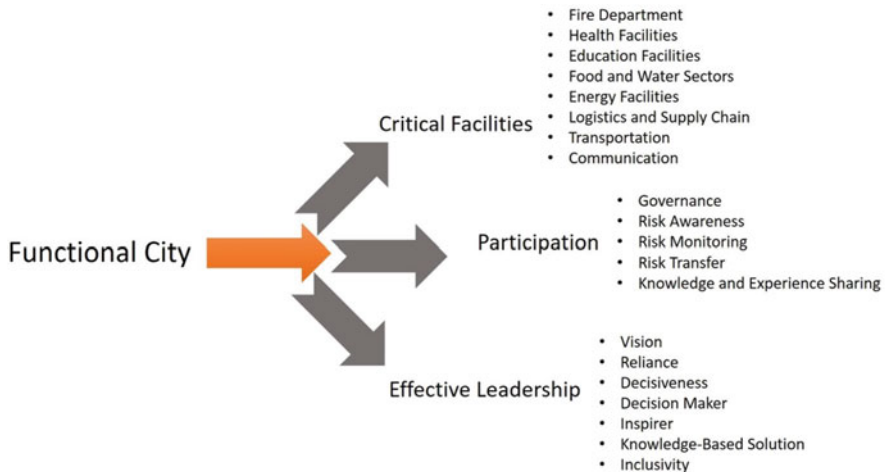 Functional City
Critical Facilities
• Fire Department
• Health Facilities
• Education Facilities
• Food and Water Sectors
• Energy Facilities
• Logistics and Supply Chain
• Transportation
• Communication
Participation
• Governance
• Risk Awareness
• Risk Monitoring
• Risk Transfer
• Knowledge and Experience Sharing
Effective Leadership
• Vision
• Reliance
• Decisiveness
• Decision Maker
• Inspirer
• Knowledge-Based Solution
• Inclusivity